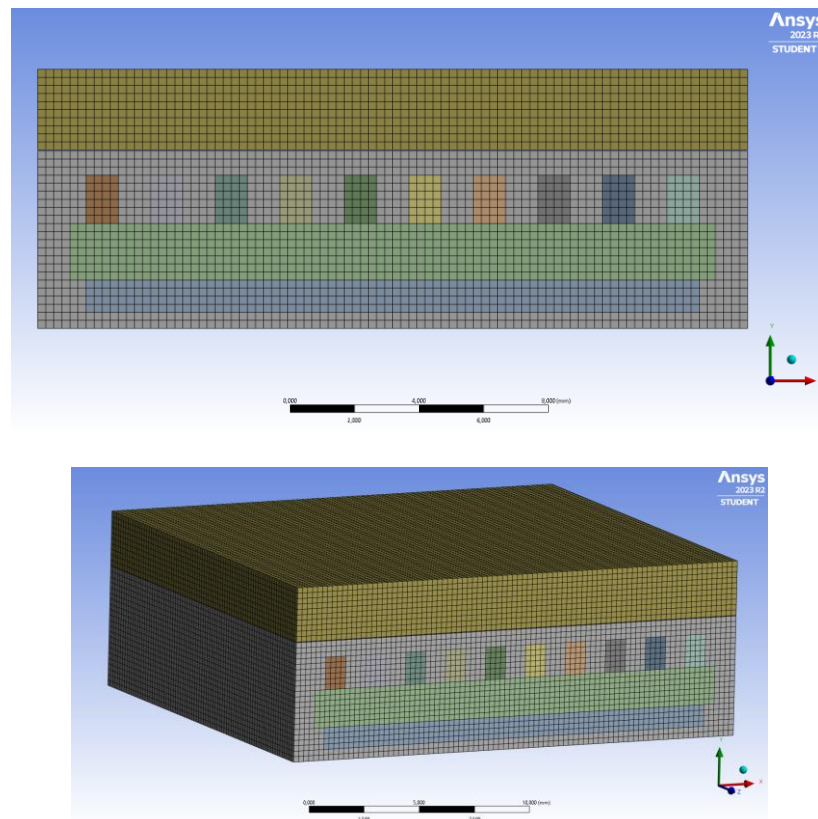 Ansys
2023 R
STUDENT
Y
0,000 4,000 8,000 (mm)
2,000 6,000
Ansys
2023 R2
STUDENT
Y
X
Z
0,000 5,000 10,000 (mm)